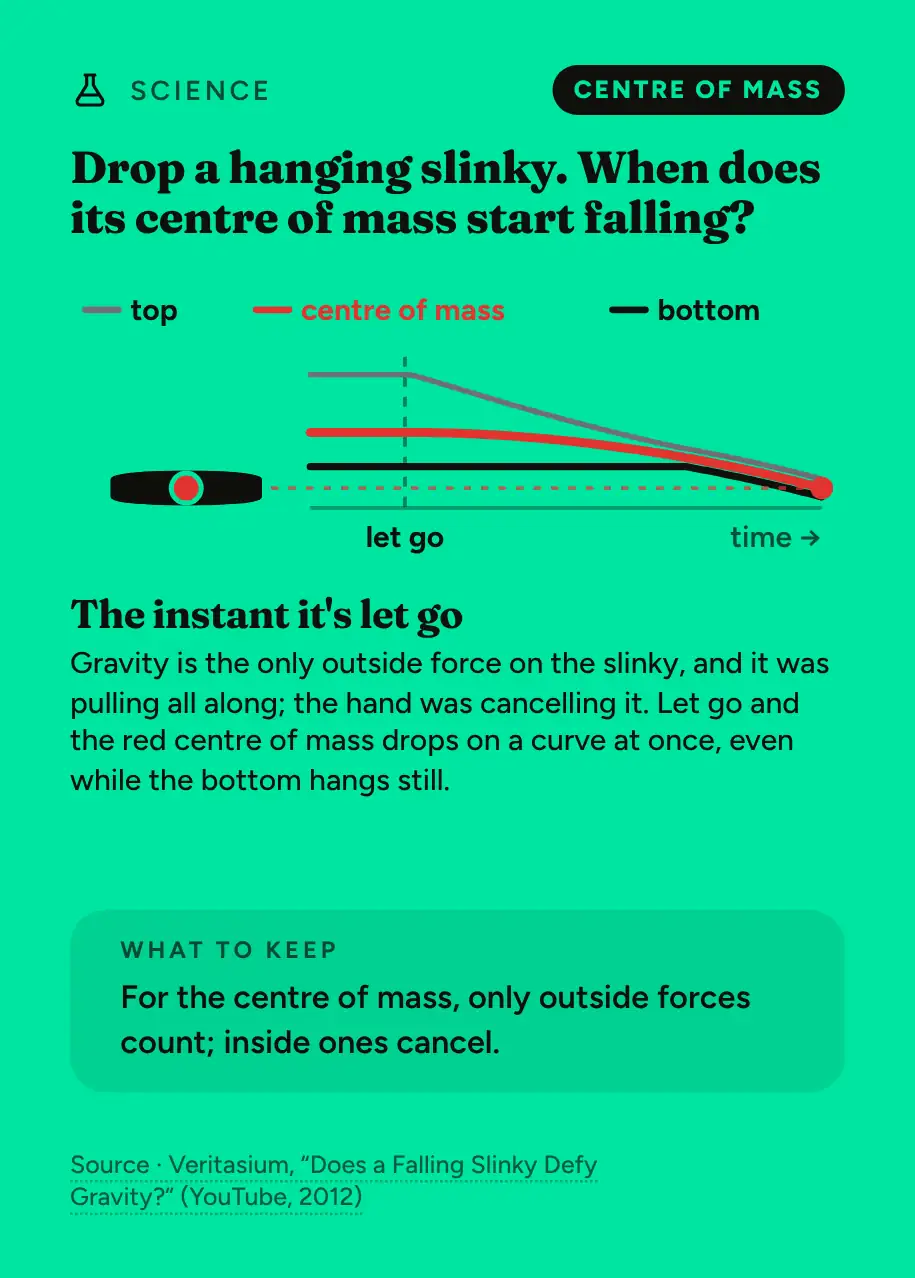 SCIENCE
CENTRE OF MASS
Drop a hanging slinky. When does
its centre of mass start falling?
top
centre of mass
bottom
let go
time →
The instant it's let go
Gravity is the only outside force on the slinky, and it was
pulling all along; the hand was cancelling it. Let go and
the red centre of mass drops on a curve at once, even
while the bottom hangs still.
WHAT TO KEEP
For the centre of mass, only outside forces
count; inside ones cancel.
Source · Veritasium, “Does a Falling Slinky Defy
Gravity?” (YouTube, 2012)